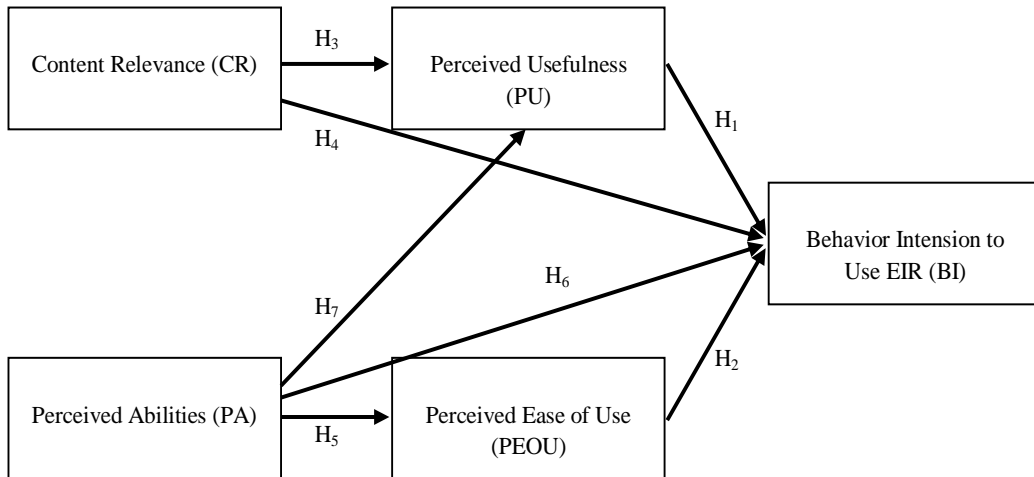 Content Relevance (CR)
H₃
Perceived Usefulness
(PU)
H₁
H₄
Behavior Intension to
Use EIR (BI)
H₆
H₇
H₂
Perceived Abilities (PA)
H₅
Perceived Ease of Use
(PEOU)